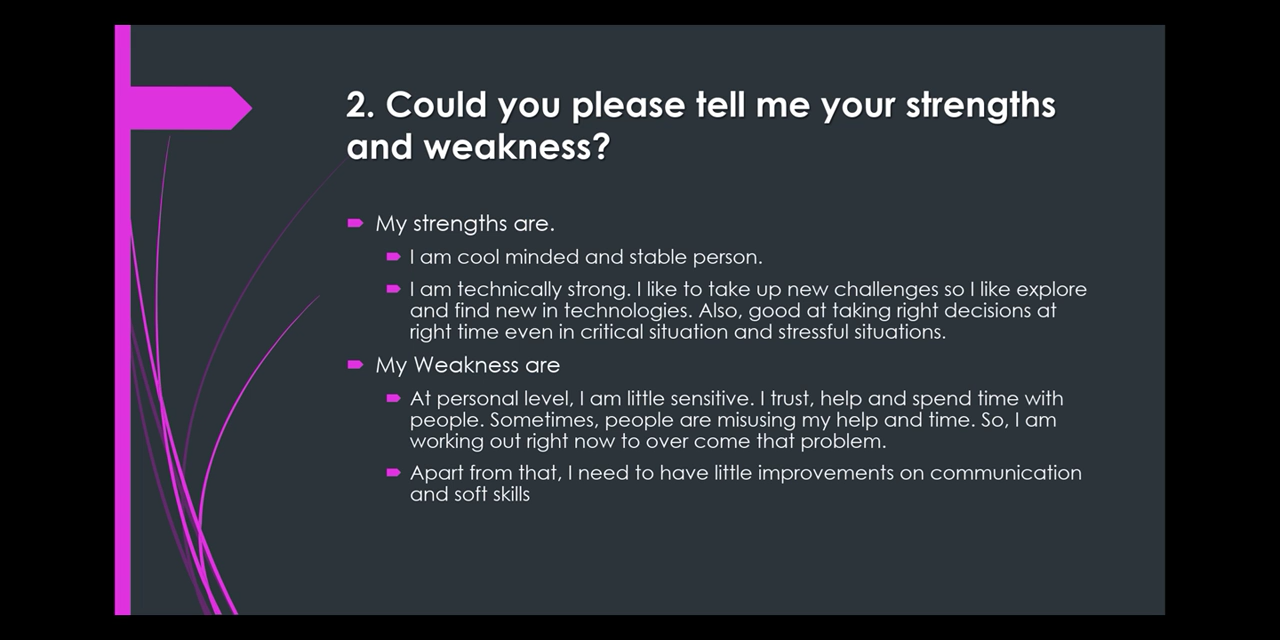 2. Could you please tell me your strengths
and weakness?
My strengths are.
I am cool minded and stable person.
I am technically strong. I like to take up new challenges so I like explore
and find new in technologies. Also, good at taking right decisions at
right time even in critical situation and stressful situations.
My Weakness are
At personal level, I am little sensitive. I trust, help and spend time with
people. Sometimes, people are misusing my help and time. So, I am
working out right now to over come that problem.
Apart from that, I need to have little improvements on communication
and soft skills